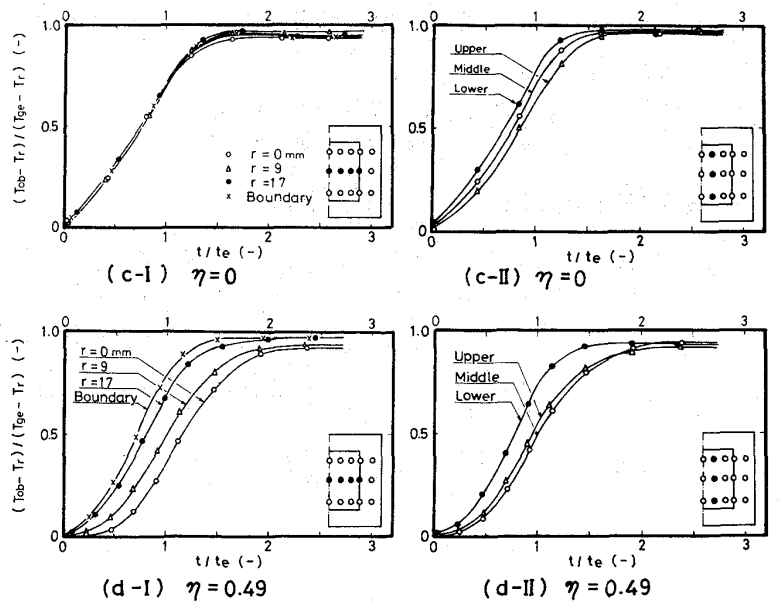 0 1 2 3
1.0
0.5
0
(Tob-Tr)/(Tge-Tr) (-)
r = 0 mm
r = 9
r = 17
Boundary
0 1 2 3
t/te (-)
(c-I) η=0
0 1 2 3
1.0
0.5
0
Upper
Middle
Lower
0 1 2 3
t/te (-)
(c-II) η=0
0 1 2 3
1.0
0.5
0
(Tob-Tr)/(Tge-Tr) (-)
r = 0 mm
r = 9
r = 17
Boundary
0 1 2 3
t/te (-)
(d-I) η=0.49
0 1 2 3
1.0
0.5
0
Upper
Middle
Lower
0 1 2 3
t/te (-)
(d-II) η=0.49